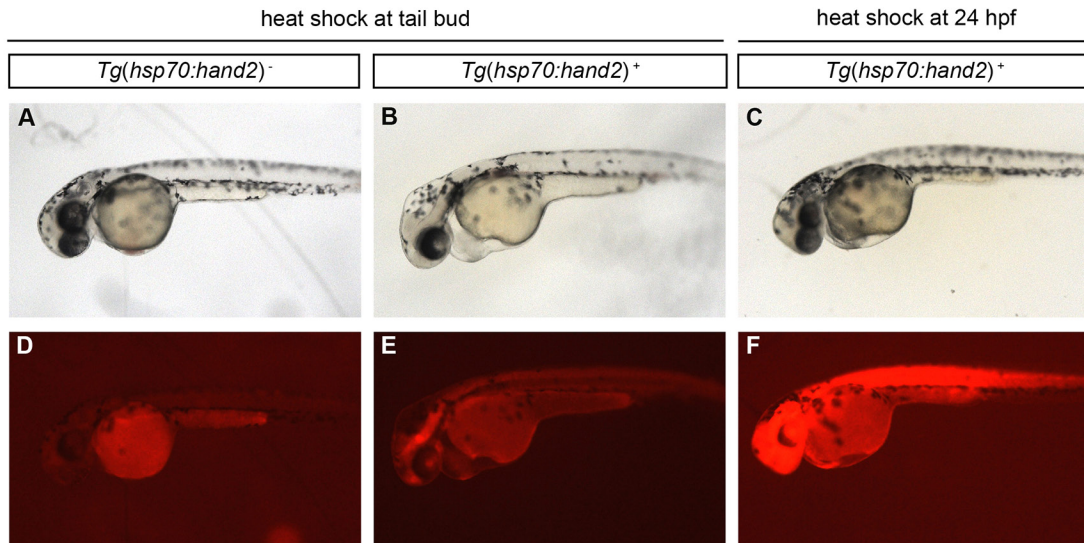 heat shock at tail bud
heat shock at 24 hpf
Tg(hsp70:hand2)-
Tg(hsp70:hand2)+
Tg(hsp70:hand2)+
A
B
C
D
E
F